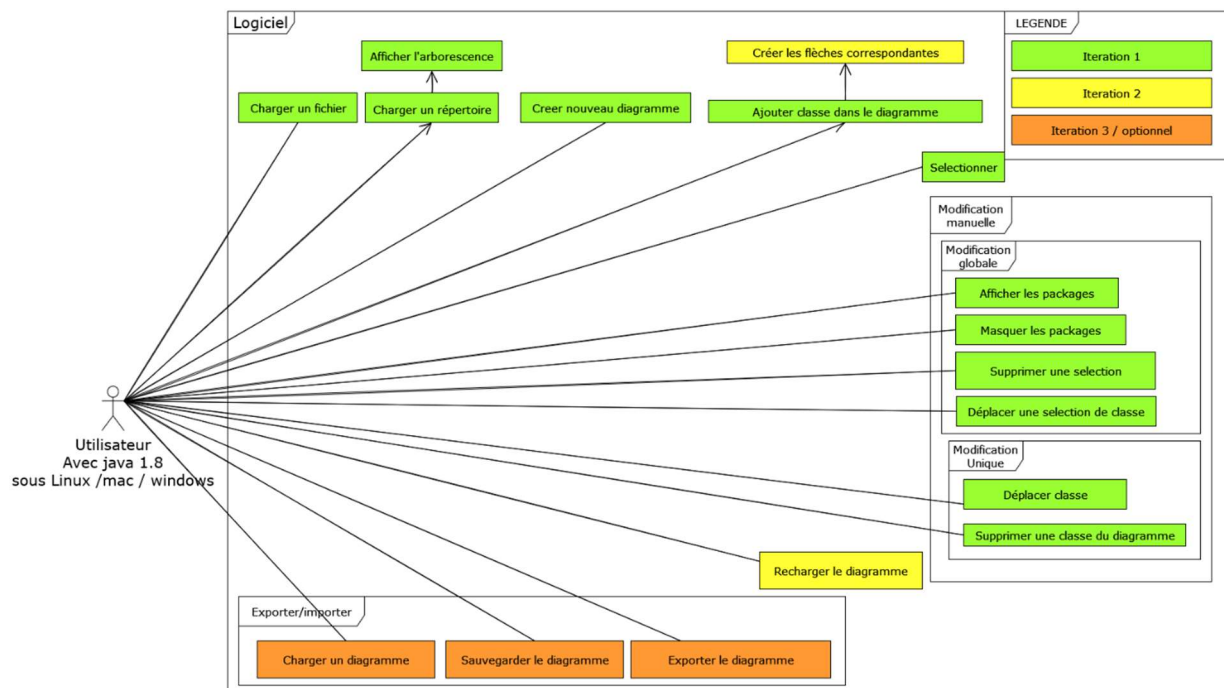 Logiciel
LEGENDE
Afficher l'arborescence
Créer les flèches correspondantes
Iteration 1
Charger un fichier
Charger un répertoire
Creer nouveau diagramme
Ajouter classe dans le diagramme
Iteration 2
Iteration 3 / optionnel
Selectionner
Modification
manuelle
Modification
globale
Afficher les packages
Masquer les packages
Supprimer une selection
Déplacer une selection de classe
Utilisateur
Avec java 1.8
sous Linux /mac / windows
Modification
Unique
Déplacer classe
Supprimer une classe du diagramme
Recharger le diagramme
Exporter/importer
Charger un diagramme
Sauvegarder le diagramme
Exporter le diagramme